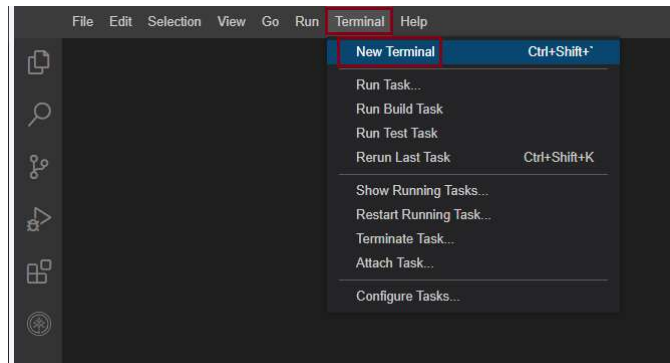 File Edit Selection View Go Run Terminal Help
New Terminal Ctrl+Shift+`
Run Task...
Run Build Task
Run Test Task
Rerun Last Task Ctrl+Shift+K
Show Running Tasks...
Restart Running Task...
Terminate Task...
Attach Task...
Configure Tasks...